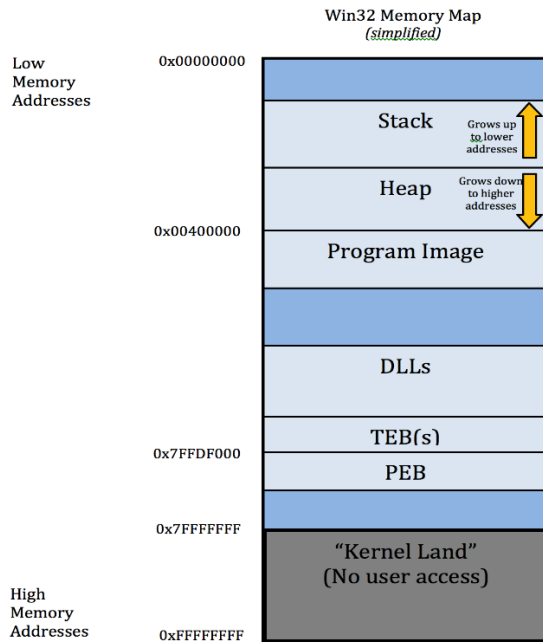 Win32 Memory Map
(simplified)
Low
Memory
Addresses
0x00000000
Stack
Grows up
to lower
addresses
Heap
Grows down
to higher
addresses
0x00400000
Program Image
DLLs
TEB(s)
0x7FFDF000
PEB
0x7FFFFFFF
"Kernel Land"
(No user access)
High
Memory
Addresses
0xFFFFFFFF